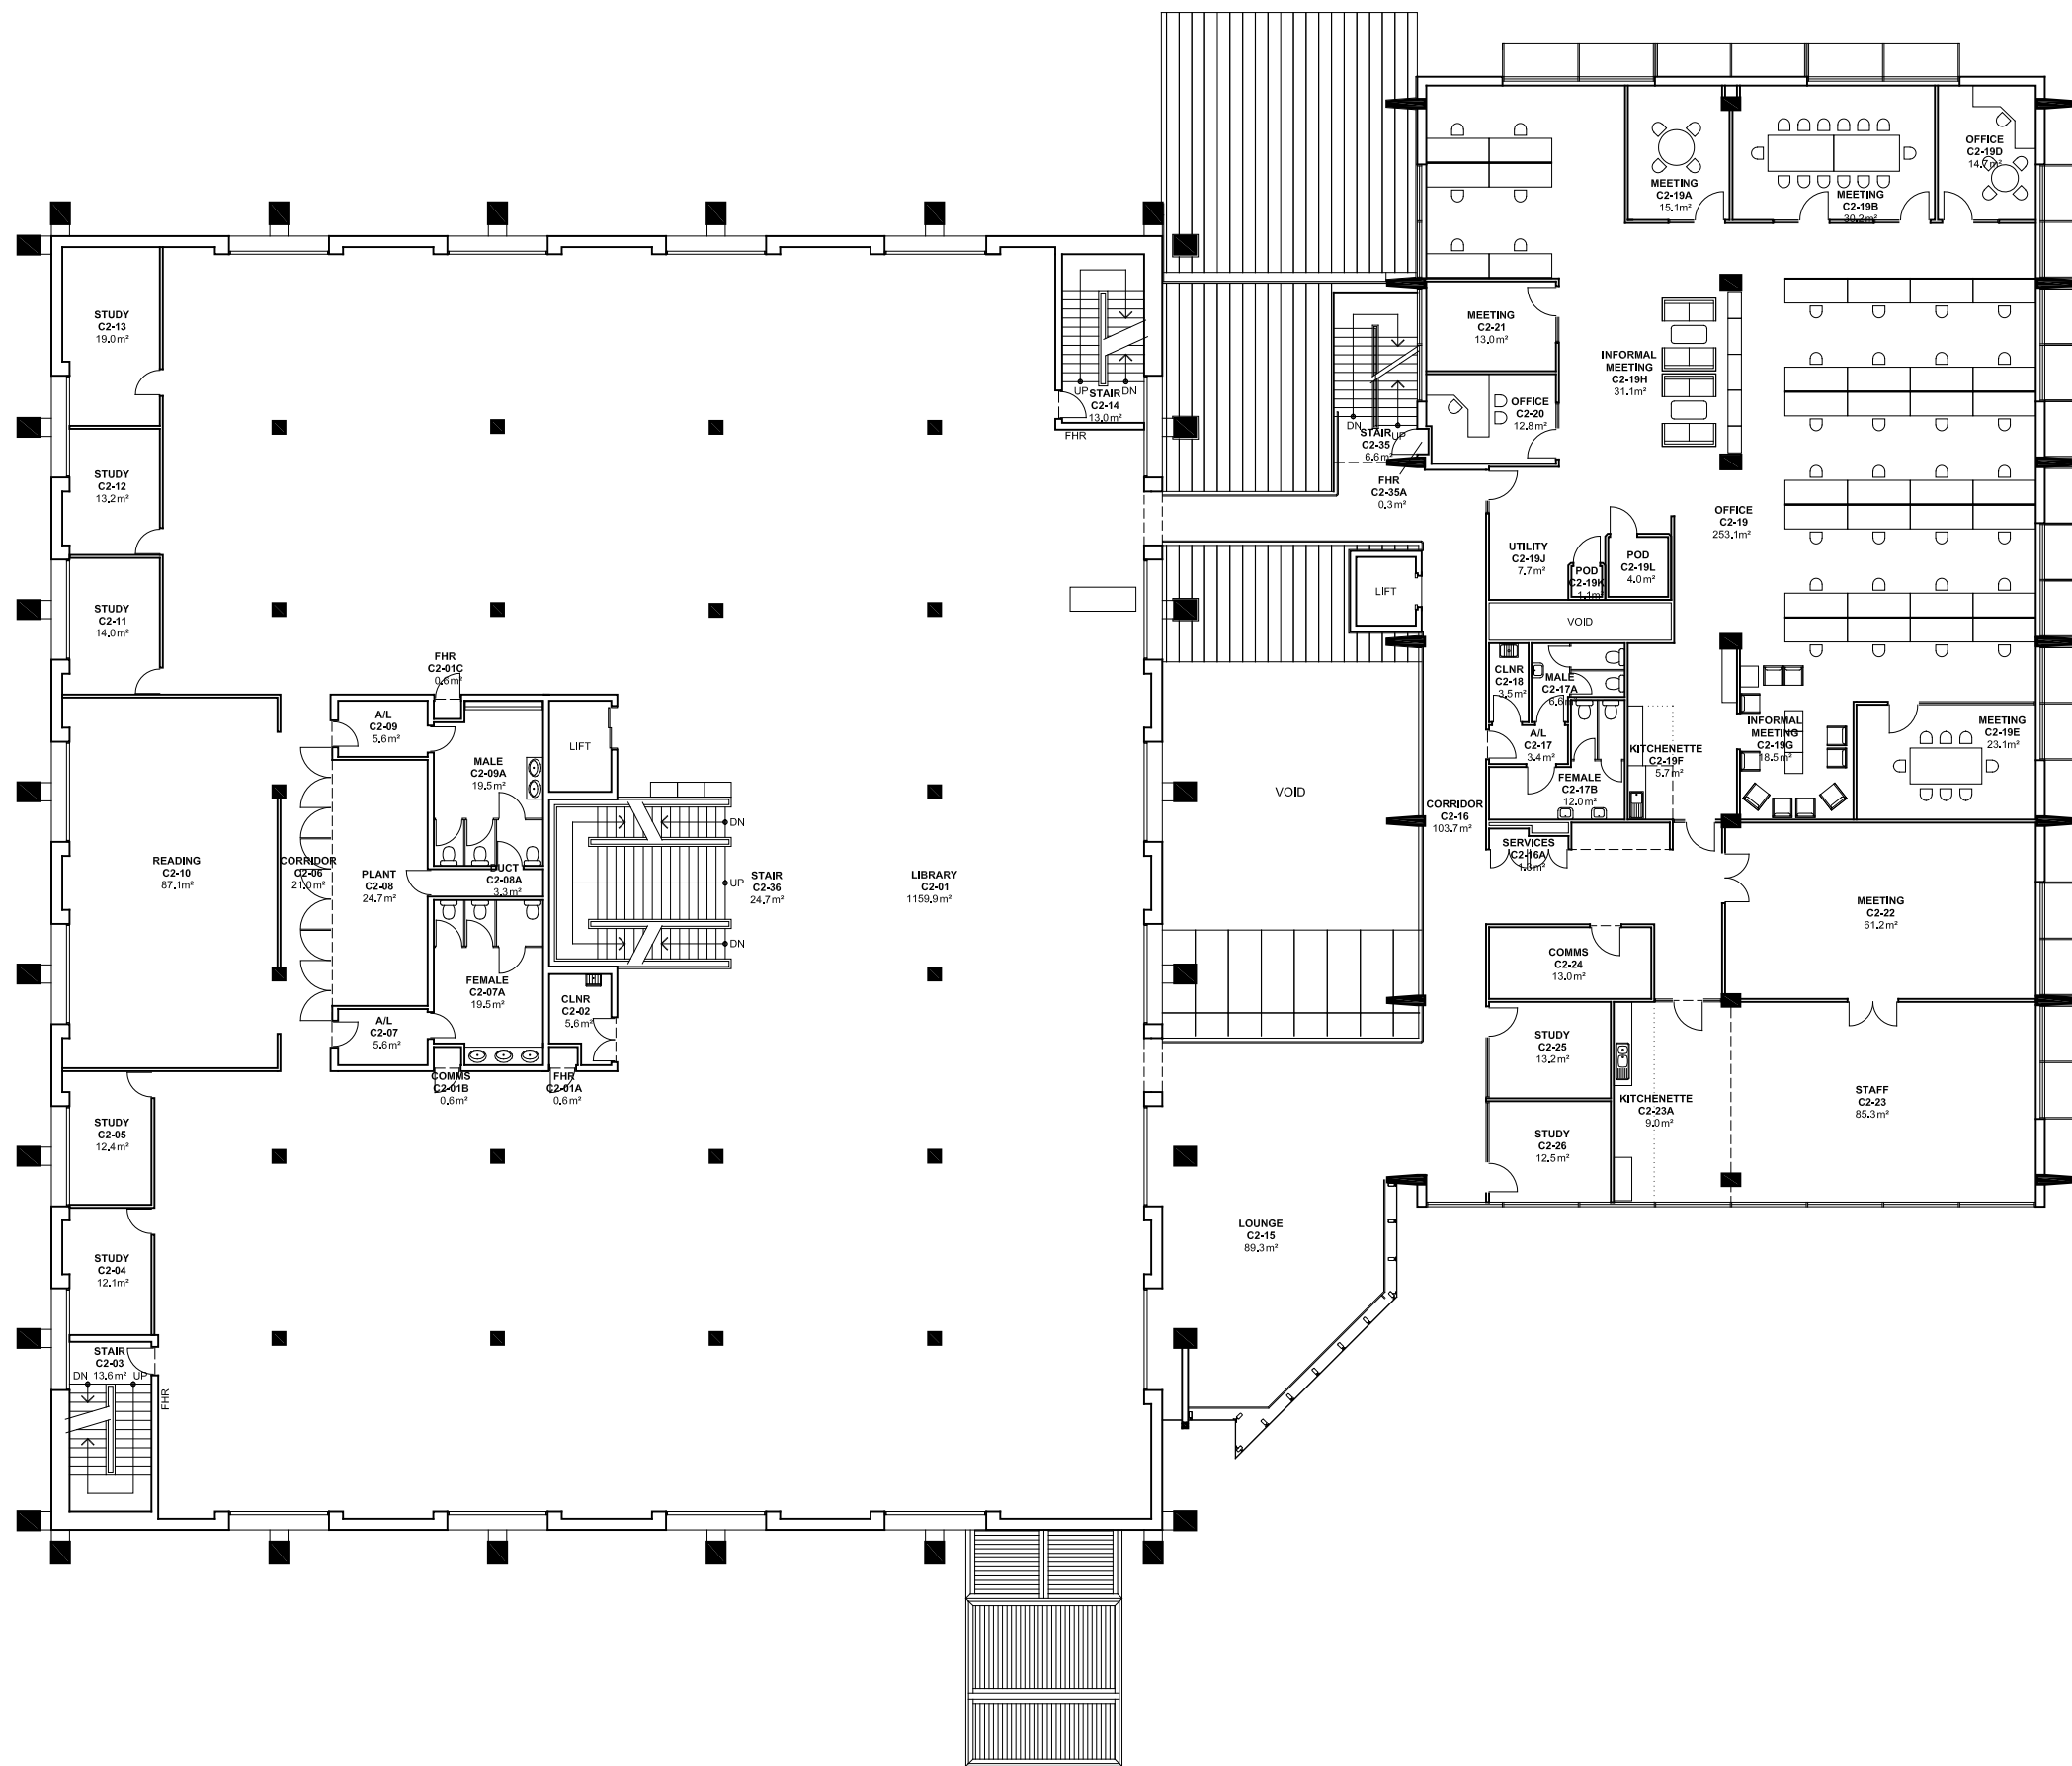 OFFICE
C2-19D
14.7m²
MEETING
C2-19A
15.1m²
MEETING
C2-19B
30.2m²
STUDY
C2-13
19.0m²
MEETING
C2-21
13.0m²
INFORMAL
MEETING
C2-19H
31.1m²
UP
DN
STAIR
C2-14
13.0m²
FHR
OFFICE
C2-20
12.8m²
DN
UP
STAIR
C2-35
6.6m²
STUDY
C2-12
13.2m²
FHR
C2-35A
0.3m²
OFFICE
C2-19
253.1m²
UTILITY
C2-19J
7.7m²
POD
C2-19K
1.1m²
POD
C2-19L
4.0m²
LIFT
STUDY
C2-11
14.0m²
VOID
FHR
C2-01C
0.6m²
CLNR
C2-18
3.5m²
MALE
C2-17A
6.6m²
A/L
C2-09
5.6m²
LIFT
MALE
C2-09A
19.5m²
A/L
C2-17
3.4m²
KITCHENETTE
C2-19F
5.7m²
INFORMAL
MEETING
C2-19G
18.5m²
MEETING
C2-19E
23.1m²
FEMALE
C2-17B
12.0m²
VOID
CORRIDOR
C2-16
103.7m²
DN
SERVICES
C2-16A
1.3m²
READING
C2-10
87.1m²
CORRIDOR
C2-06
21.0m²
PLANT
C2-08
24.7m²
DUCT
C2-08A
3.3m²
UP
STAIR
C2-36
24.7m²
LIBRARY
C2-01
1159.9m²
MEETING
C2-22
61.2m²
DN
COMMS
C2-24
13.0m²
FEMALE
C2-07A
19.5m²
CLNR
C2-02
5.6m²
A/L
C2-07
5.6m²
STUDY
C2-25
13.2m²
COMMS
C2-01B
0.6m²
FHR
C2-01A
0.6m²
KITCHENETTE
C2-23A
9.0m²
STAFF
C2-23
85.3m²
STUDY
C2-05
12.4m²
STUDY
C2-26
12.5m²
LOUNGE
C2-15
89.3m²
STUDY
C2-04
12.1m²
STAIR
C2-03
DN 13.6m² UP
FHR